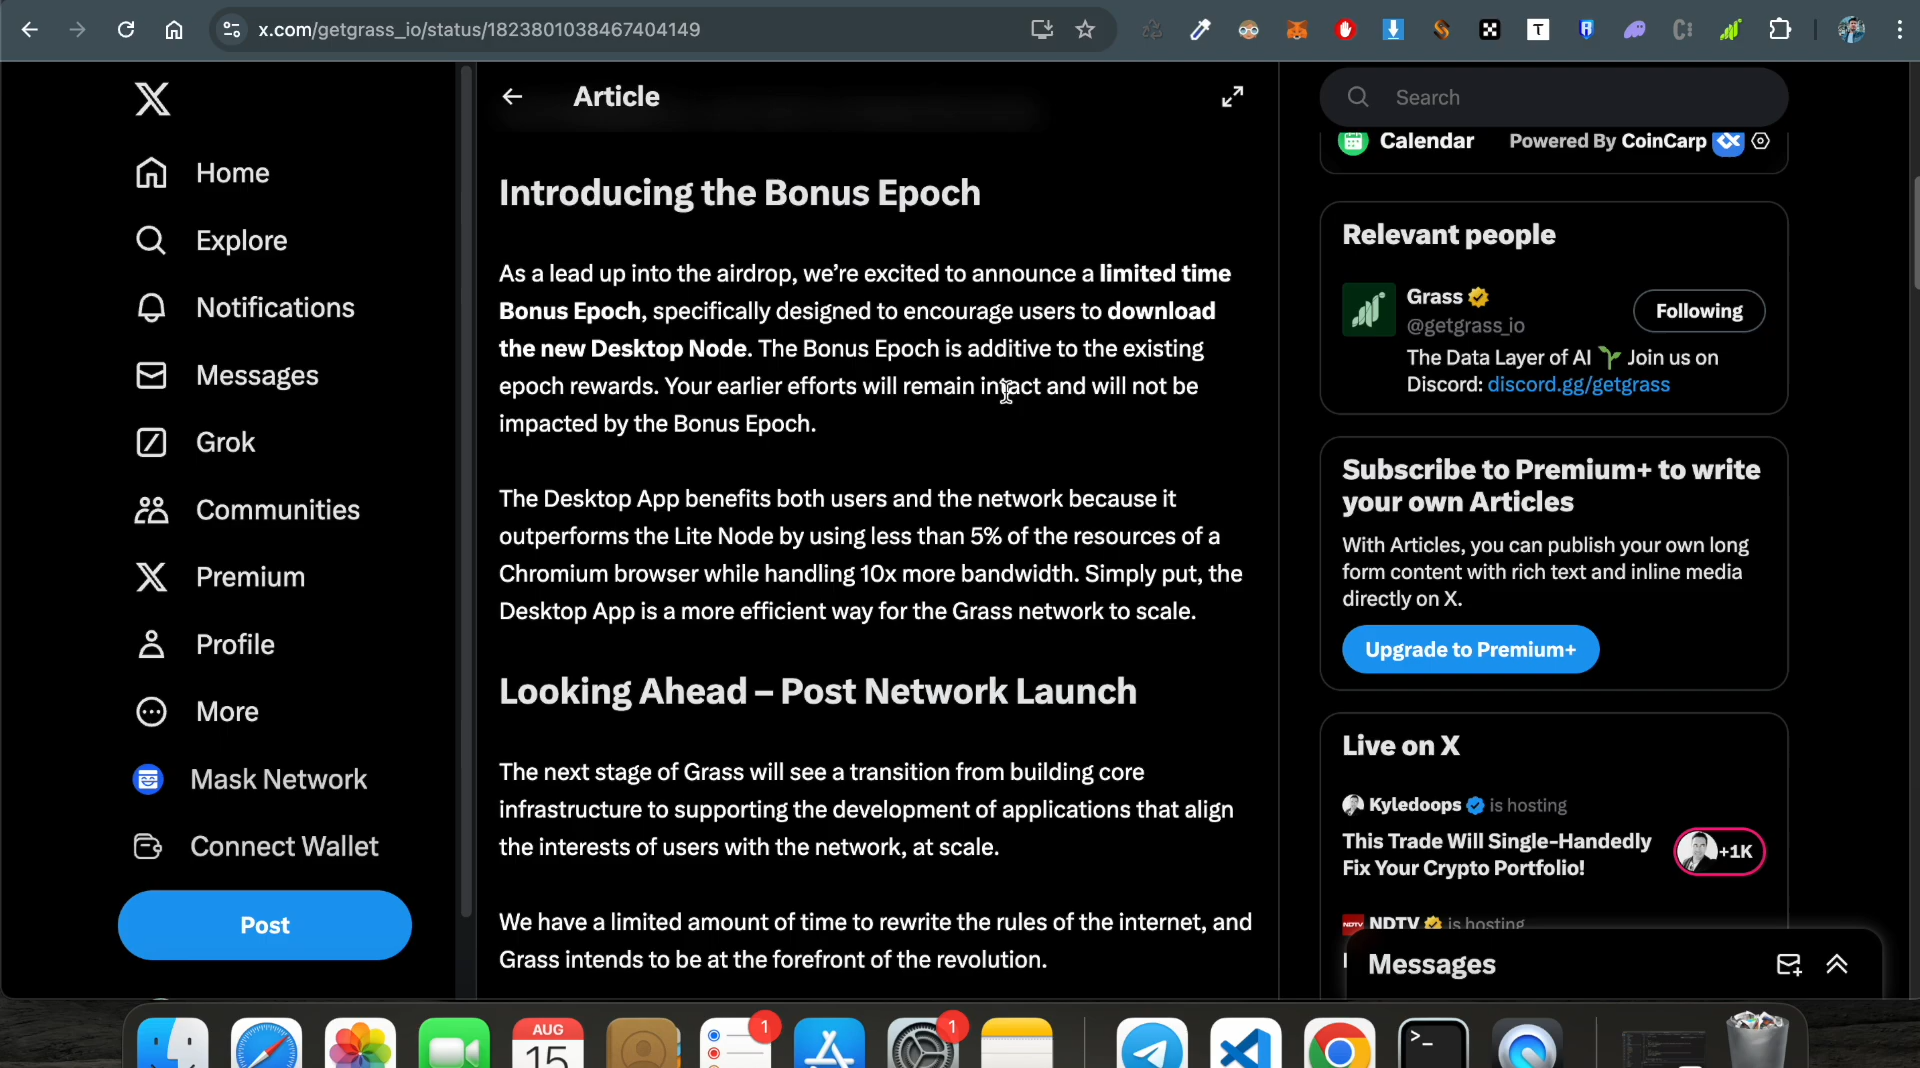 x.com/getgrass_io/status/1823801038467404149
Article
Search
Home
Explore
Notifications
Messages
Grok
Communities
Premium
Profile
More
Mask Network
Connect Wallet
Post
Introducing the Bonus Epoch
As a lead up into the airdrop, we’re excited to announce a limited time
Bonus Epoch, specifically designed to encourage users to download
the new Desktop Node. The Bonus Epoch is additive to the existing
epoch rewards. Your earlier efforts will remain intact and will not be
impacted by the Bonus Epoch.
The Desktop App benefits both users and the network because it
outperforms the Lite Node by using less than 5% of the resources of a
Chromium browser while handling 10x more bandwidth. Simply put, the
Desktop App is a more efficient way for the Grass network to scale.
Looking Ahead – Post Network Launch
The next stage of Grass will see a transition from building core
infrastructure to supporting the development of applications that align
the interests of users with the network, at scale.
We have a limited amount of time to rewrite the rules of the internet, and
Grass intends to be at the forefront of the revolution.
Calendar Powered By CoinCarp
Relevant people
Grass
@getgrass_io
Following
The Data Layer of AI Join us on
Discord: discord.gg/getgrass
Subscribe to Premium+ to write
your own Articles
With Articles, you can publish your own long
form content with rich text and inline media
directly on X.
Upgrade to Premium+
Live on X
Kyledoops is hosting
This Trade Will Single-Handedly
Fix Your Crypto Portfolio!
+1K
NDTV NDTV is hosting
Messages
AUG
15
1
1